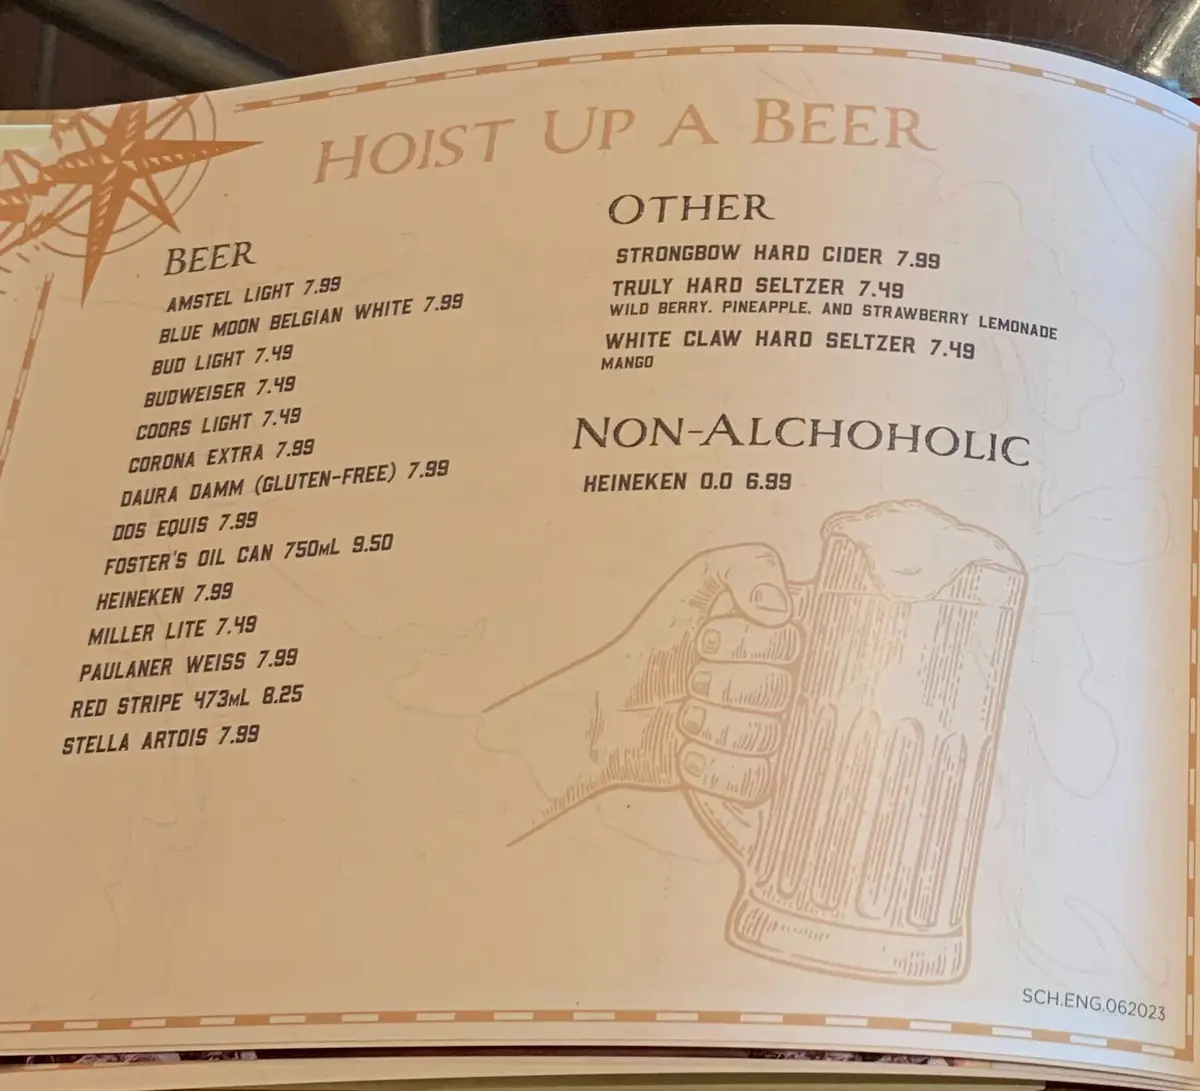 HOIST UP A BEER
BEER
AMSTEL LIGHT 7.99
BLUE MOON BELGIAN WHITE 7.99
BUD LIGHT 7.49
BUDWEISER 7.49
COORS LIGHT 7.49
CORONA EXTRA 7.99
DAURA DAMM (GLUTEN-FREE) 7.99
DOS EQUIS 7.99
FOSTER'S OIL CAN 750ML 9.50
HEINEKEN 7.99
MILLER LITE 7.49
PAULANER WEISS 7.99
RED STRIPE 473ML 8.25
STELLA ARTOIS 7.99
OTHER
STRONGBOW HARD CIDER 7.99
TRULY HARD SELTZER 7.49
WILD BERRY, PINEAPPLE, AND STRAWBERRY LEMONADE
WHITE CLAW HARD SELTZER 7.49
MANGO
NON-ALCHOHOLIC
HEINEKEN 0.0 6.99
SCH.ENG.062023